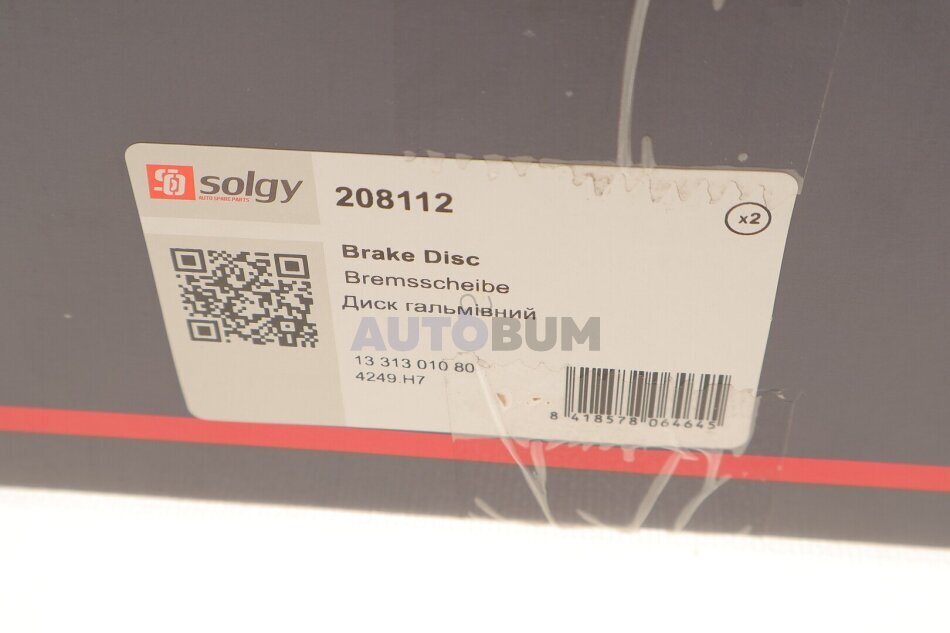 solgy
AUTO SPARE PARTS
208112
x2
Brake Disc
Bremsscheibe
Диск гальмівний
AUTOBUM
13 313 010 80
4249.H7
8 418578 064645